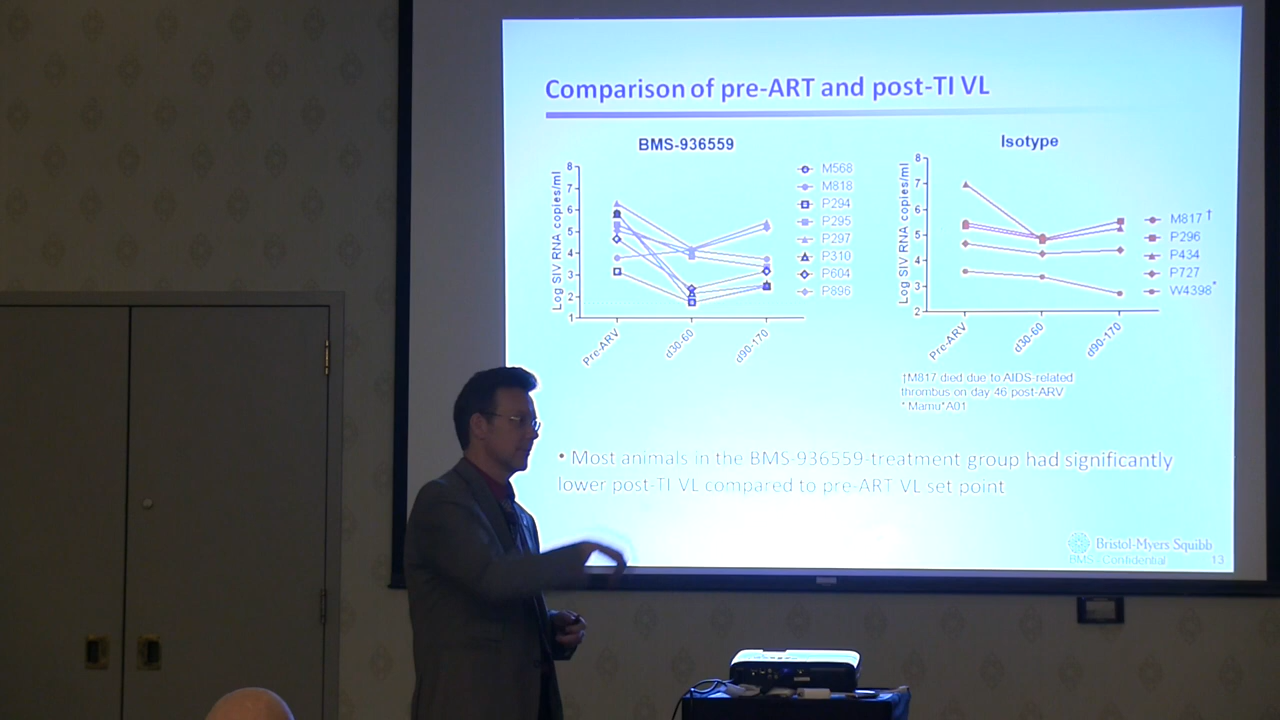 Comparison of pre-ART and post-TI VL
BMS-936559
Log SIV RNA copies/ml
8
7
6
5
4
3
2
1
Pre-ARV
d30-60
d90-170
M568
M818
P294
P295
P297
P310
P604
P896
Isotype
Log SIV RNA copies/ml
8
7
6
5
4
3
2
Pre-ARV
d30-60
d90-170
M817†
P296
P434
P727
W4398*
†M817 died due to AIDS-related
thrombus on day 46 post-ARV
*Mamu*A01
• Most animals in the BMS-936559-treatment group had significantly
lower post-TI VL compared to pre-ART VL set point
Bristol-Myers Squibb
BMS - Confidential 13